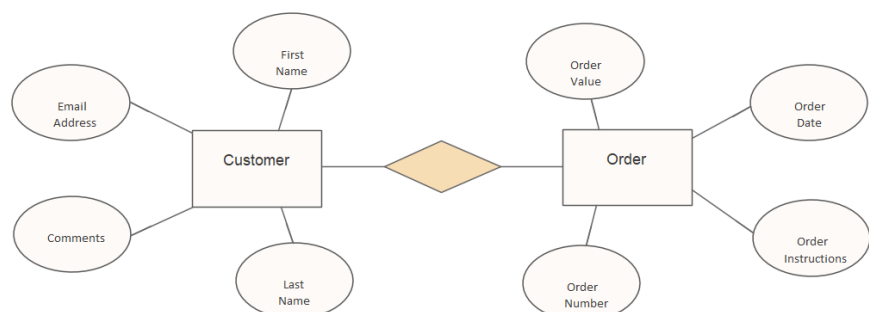 First
Name
Order
Value
Email
Address
Order
Date
Customer
Order
Comments
Order
Instructions
Last
Name
Order
Number